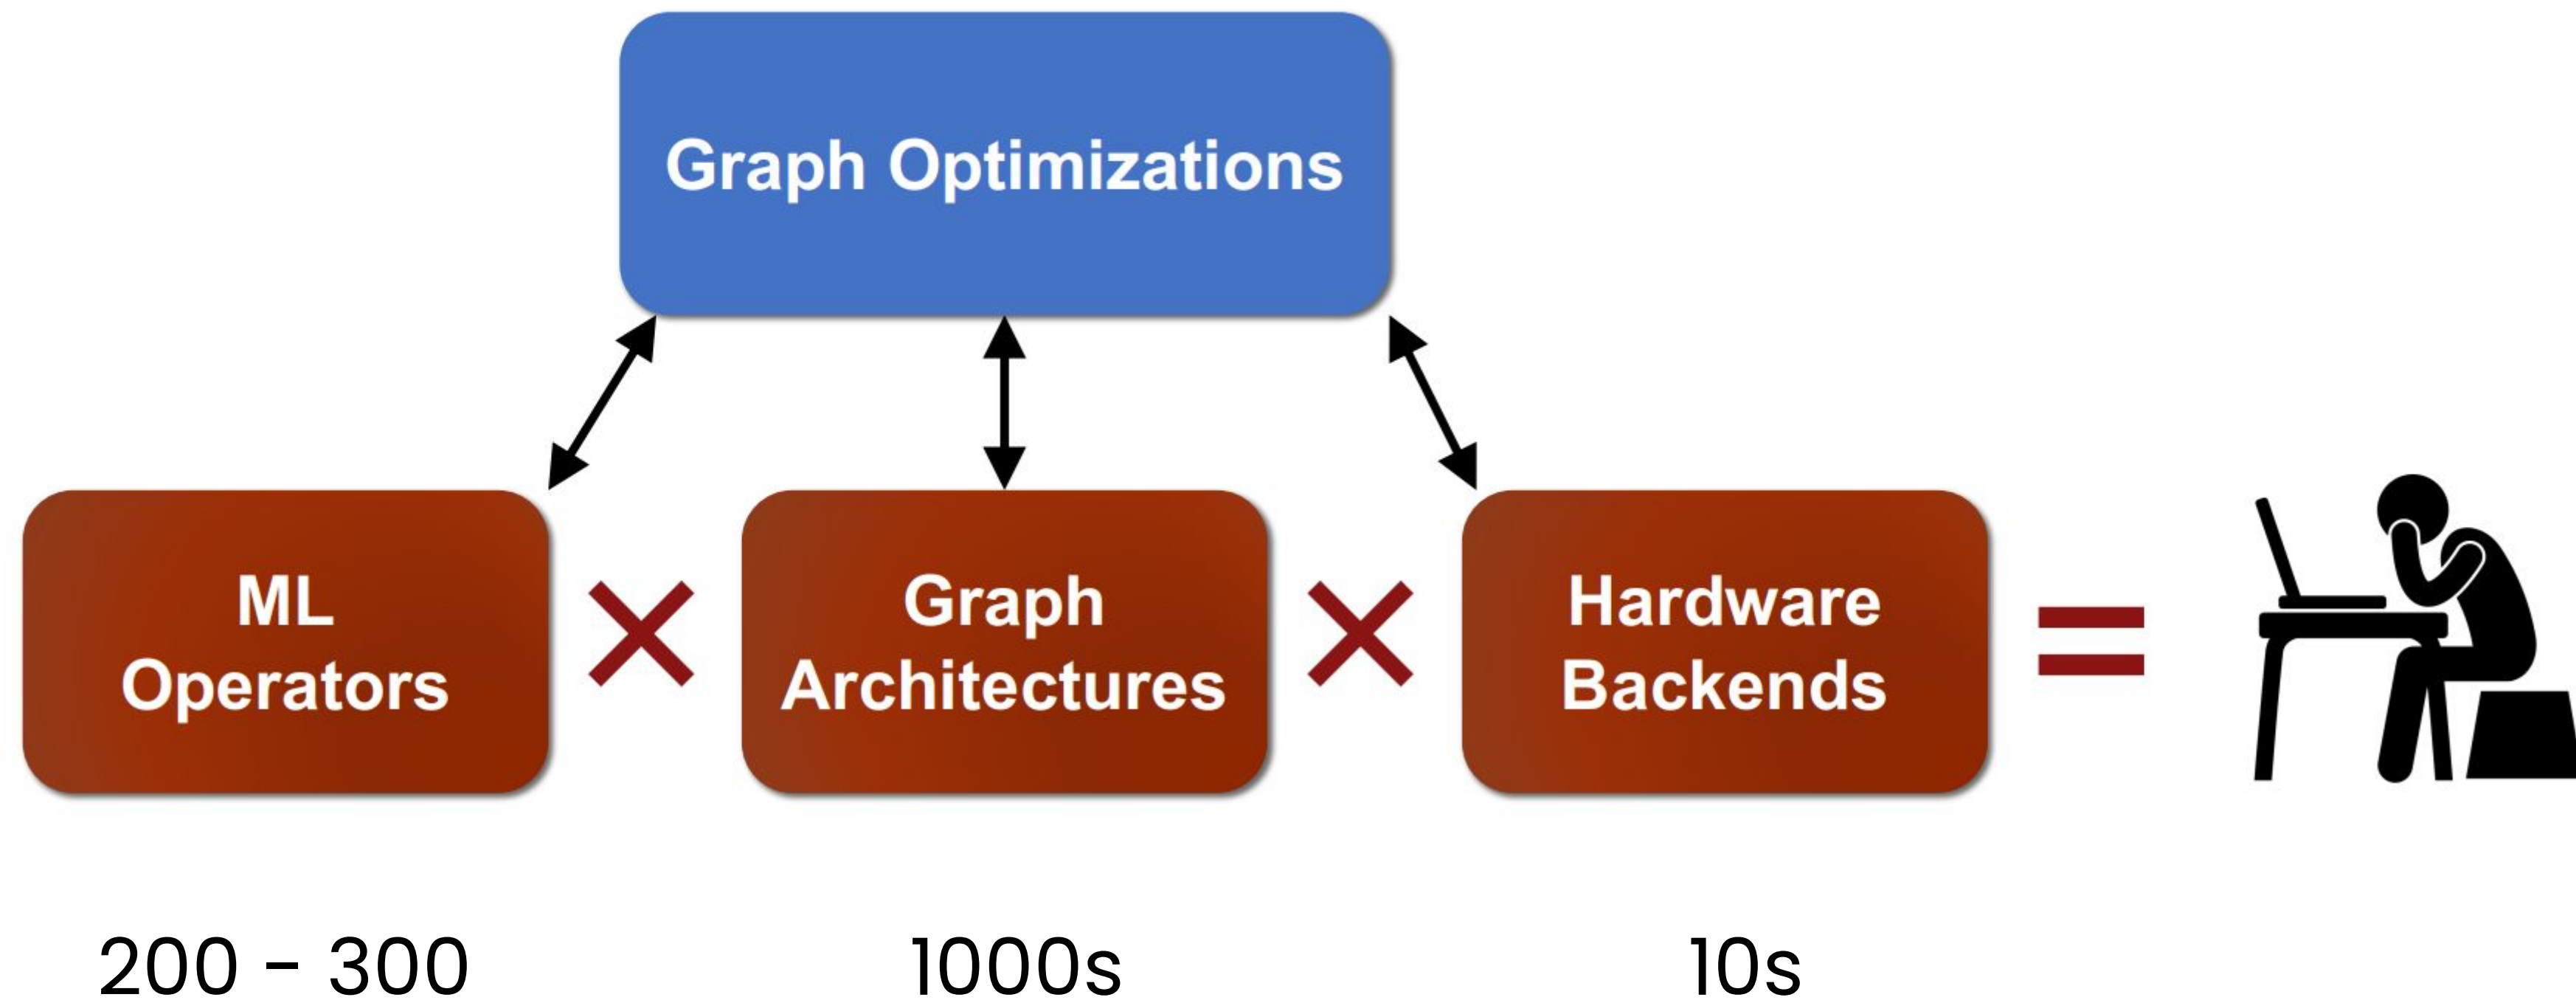 Graph Optimizations
ML
Operators
Graph
Architectures
Hardware
Backends
200 - 300
1000s
10s